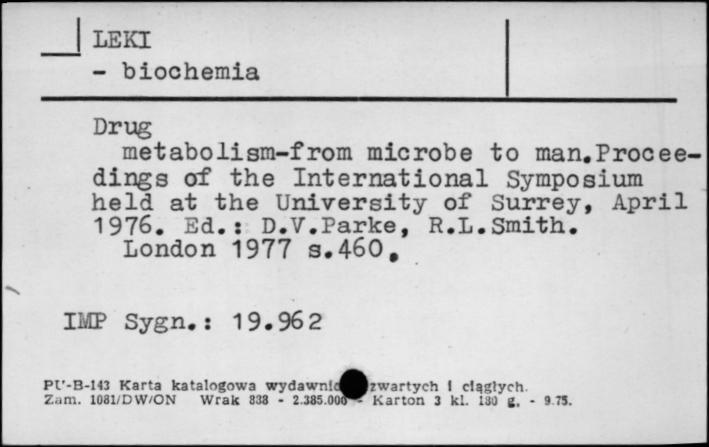 LEKI
- biochemia
Drug
metabolism-from microbe to man.Procee-
dings of the International Symposium
held at the University of Surrey, April
1976. Ed.: D.V.Parke, R.L.Smith.
London 1977 s.460.
IMP Sygn.: 19.962
PU-B-143 Karta katalogowa wydawnic zwartych i ciągłych.
Zam. 1081/DW/ON Wrak 838 - 2.385.000 - Karton 3 kl. 180 g. - 9.75.